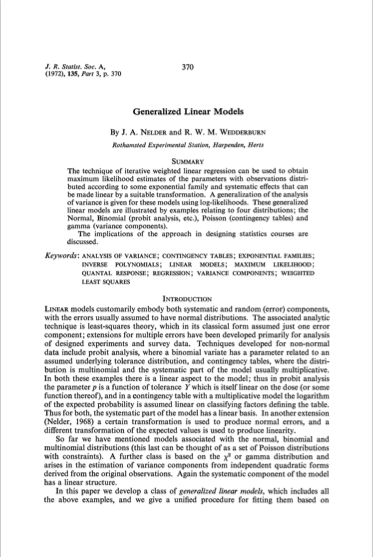 J. R. Statist. Soc. A,
(1972), 135, Part 3, p. 370
370
Generalized Linear Models
By J. A. NELDER and R. W. M. WEDDERBURN
Rothamsted Experimental Station, Harpenden, Herts
SUMMARY
The technique of iterative weighted linear regression can be used to obtain
maximum likelihood estimates of the parameters with observations distri-
buted according to some exponential family and systematic effects that can
be made linear by a suitable transformation. A generalization of the analysis
of variance is given for these models using log-likelihoods. These generalized
linear models are illustrated by examples relating to four distributions; the
Normal, Binomial (probit analysis, etc.), Poisson (contingency tables) and
gamma (variance components).
The implications of the approach in designing statistics courses are
discussed.
Keywords: ANALYSIS OF VARIANCE; CONTINGENCY TABLES; EXPONENTIAL FAMILIES;
INVERSE POLYNOMIALS; LINEAR MODELS; MAXIMUM LIKELIHOOD;
QUANTAL RESPONSE; REGRESSION; VARIANCE COMPONENTS; WEIGHTED
LEAST SQUARES
INTRODUCTION
LINEAR models customarily embody both systematic and random (error) components,
with the errors usually assumed to have normal distributions. The associated analytic
technique is least-squares theory, which in its classical form assumed just one error
component; extensions for multiple errors have been developed primarily for analysis
of designed experiments and survey data. Techniques developed for non-normal
data include probit analysis, where a binomial variate has a parameter related to an
assumed underlying tolerance distribution, and contingency tables, where the distri-
bution is multinomial and the systematic part of the model usually multiplicative.
In both these examples there is a linear aspect to the model; thus in probit analysis
the parameter p is a function of tolerance Y which is itself linear on the dose (or some
function thereof), and in a contingency table with a multiplicative model the logarithm
of the expected probability is assumed linear on classifying factors defining the table.
Thus for both, the systematic part of the model has a linear basis. In another extension
(Nelder, 1968) a certain transformation is used to produce normal errors, and a
different transformation of the expected values is used to produce linearity.
So far we have mentioned models associated with the normal, binomial and
multinomial distributions (this last can be thought of as a set of Poisson distributions
with constraints). A further class is based on the χ² or gamma distribution and
arises in the estimation of variance components from independent quadratic forms
derived from the original observations. Again the systematic component of the model
has a linear structure.
In this paper we develop a class of generalized linear models, which includes all
the above examples, and we give a unified procedure for fitting them based on